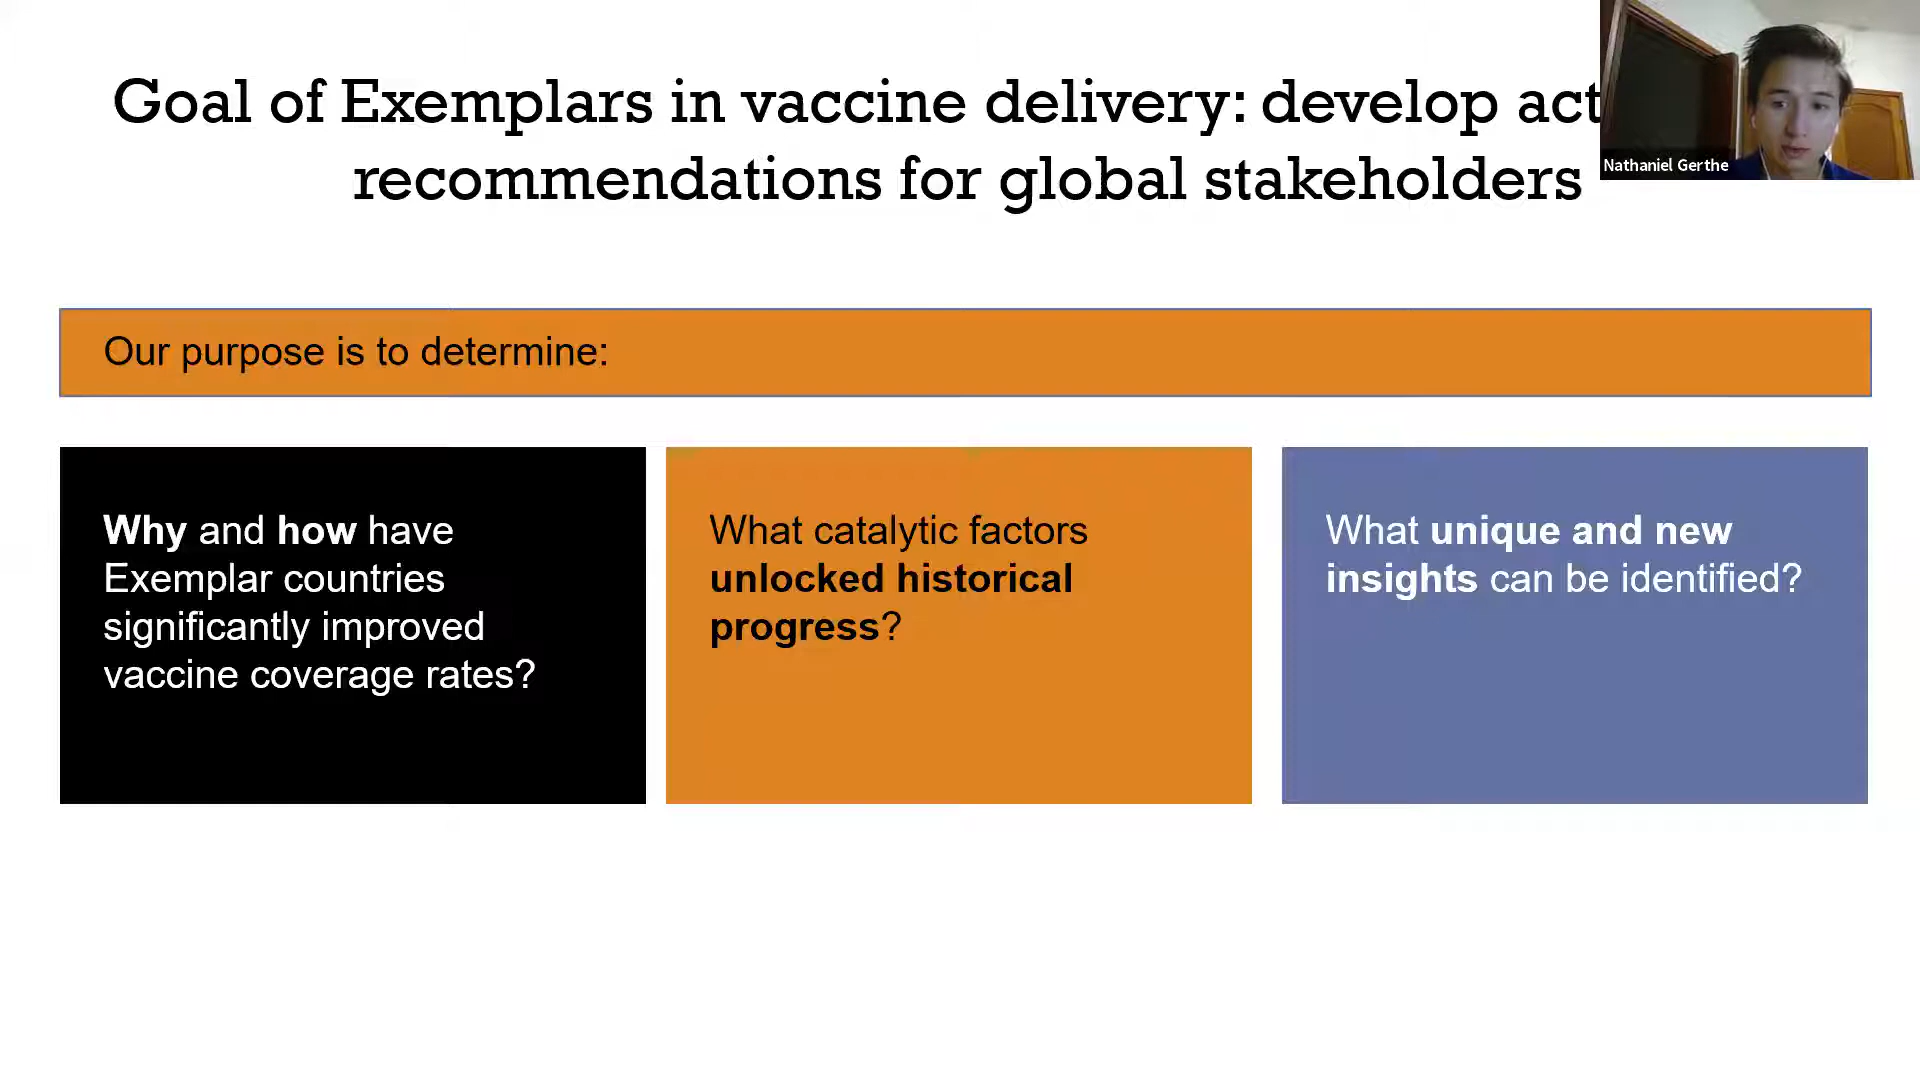 Goal of Exemplars in vaccine delivery: develop
recommendations for global stakeholders
Nathaniel Gerthe
Our purpose is to determine:
Why and how have
Exemplar countries
significantly improved
vaccine coverage rates?
What catalytic factors
unlocked historical
progress?
What unique and new
insights can be identified?